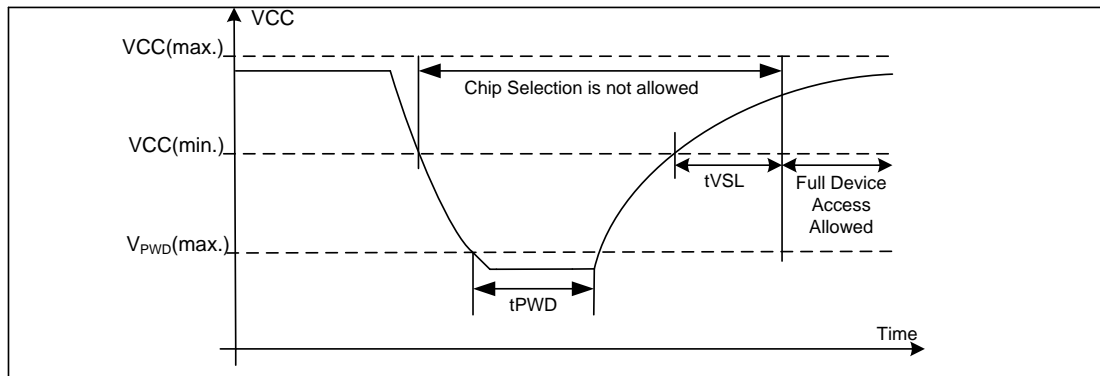 VCC
VCC(max.)
Chip Selection is not allowed
VCC(min.)
tVSL
Full Device
Access
Allowed
VPWD(max.)
tPWD
Time